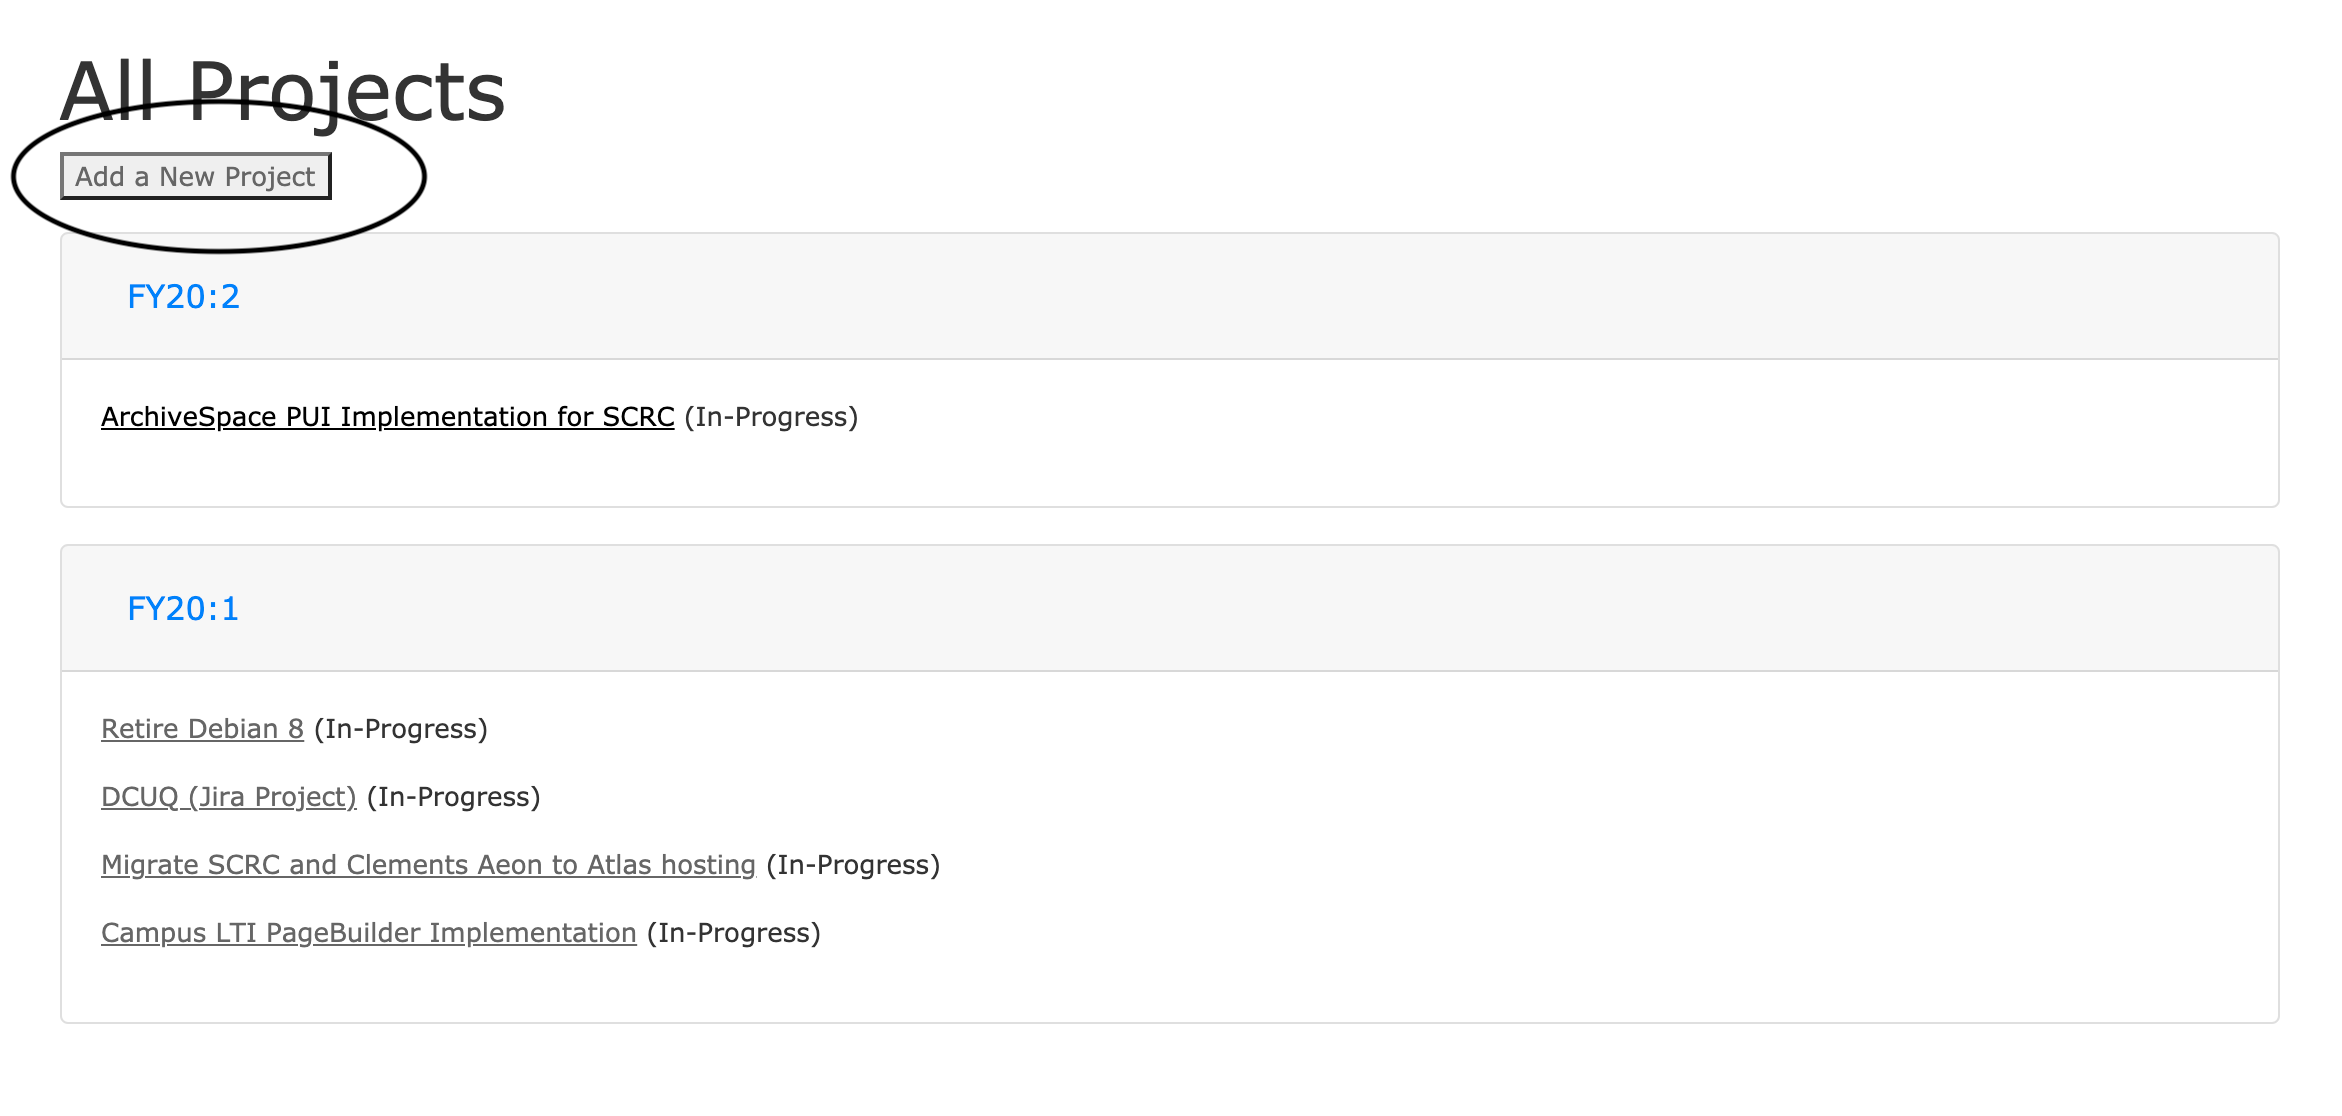 All Projects
Add a New Project
FY20:2
ArchiveSpace PUI Implementation for SCRC (In-Progress)
FY20:1
Retire Debian 8 (In-Progress)
DCUQ (Jira Project) (In-Progress)
Migrate SCRC and Clements Aeon to Atlas hosting (In-Progress)
Campus LTI PageBuilder Implementation (In-Progress)